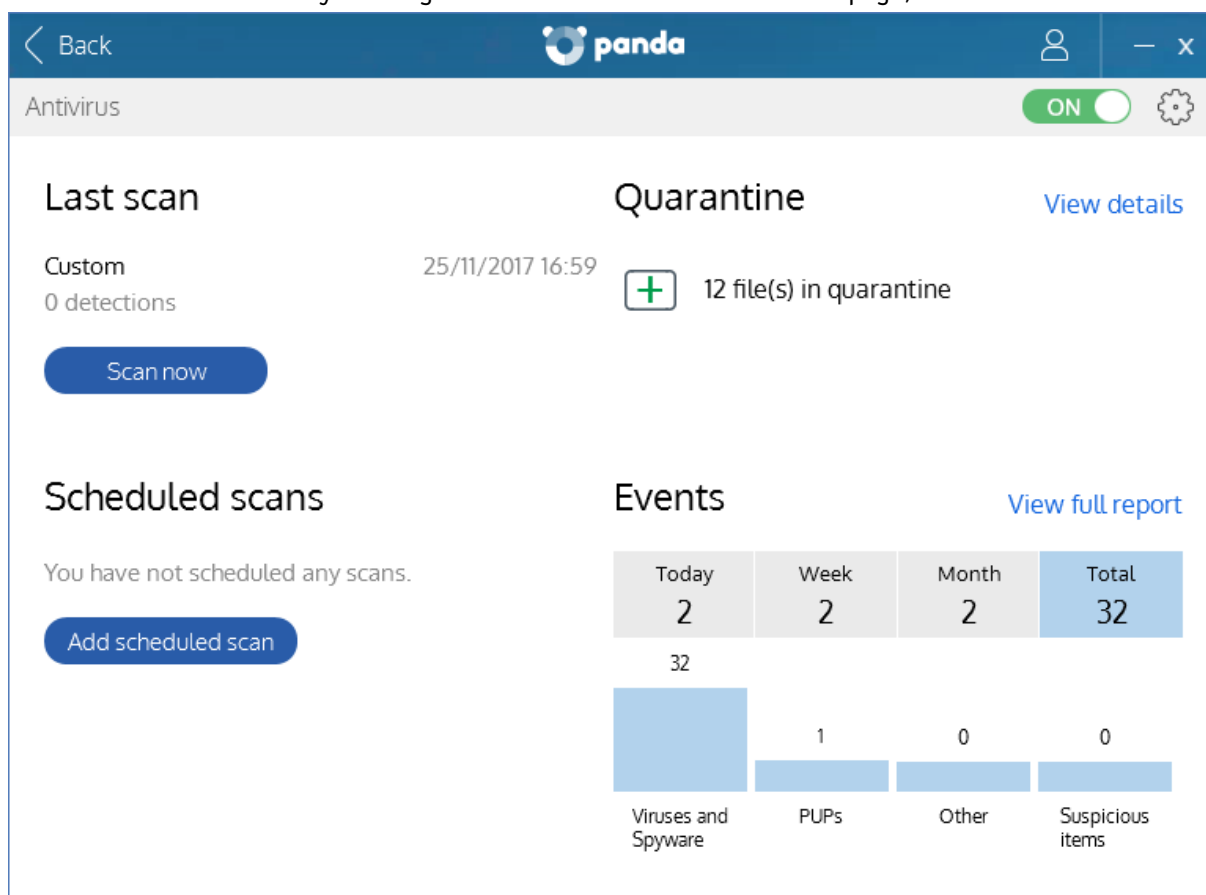 Back
panda
x
Antivirus
ON
Last scan
Custom
25/11/2017 16:59
0 detections
Scan now
Quarantine
View details
12 file(s) in quarantine
Scheduled scans
You have not scheduled any scans.
Add scheduled scan
Events
View full report
Today
Week
Month
Total
2
2
2
32
32
1
0
0
Viruses and
Spyware
PUPs
Other
Suspicious
items